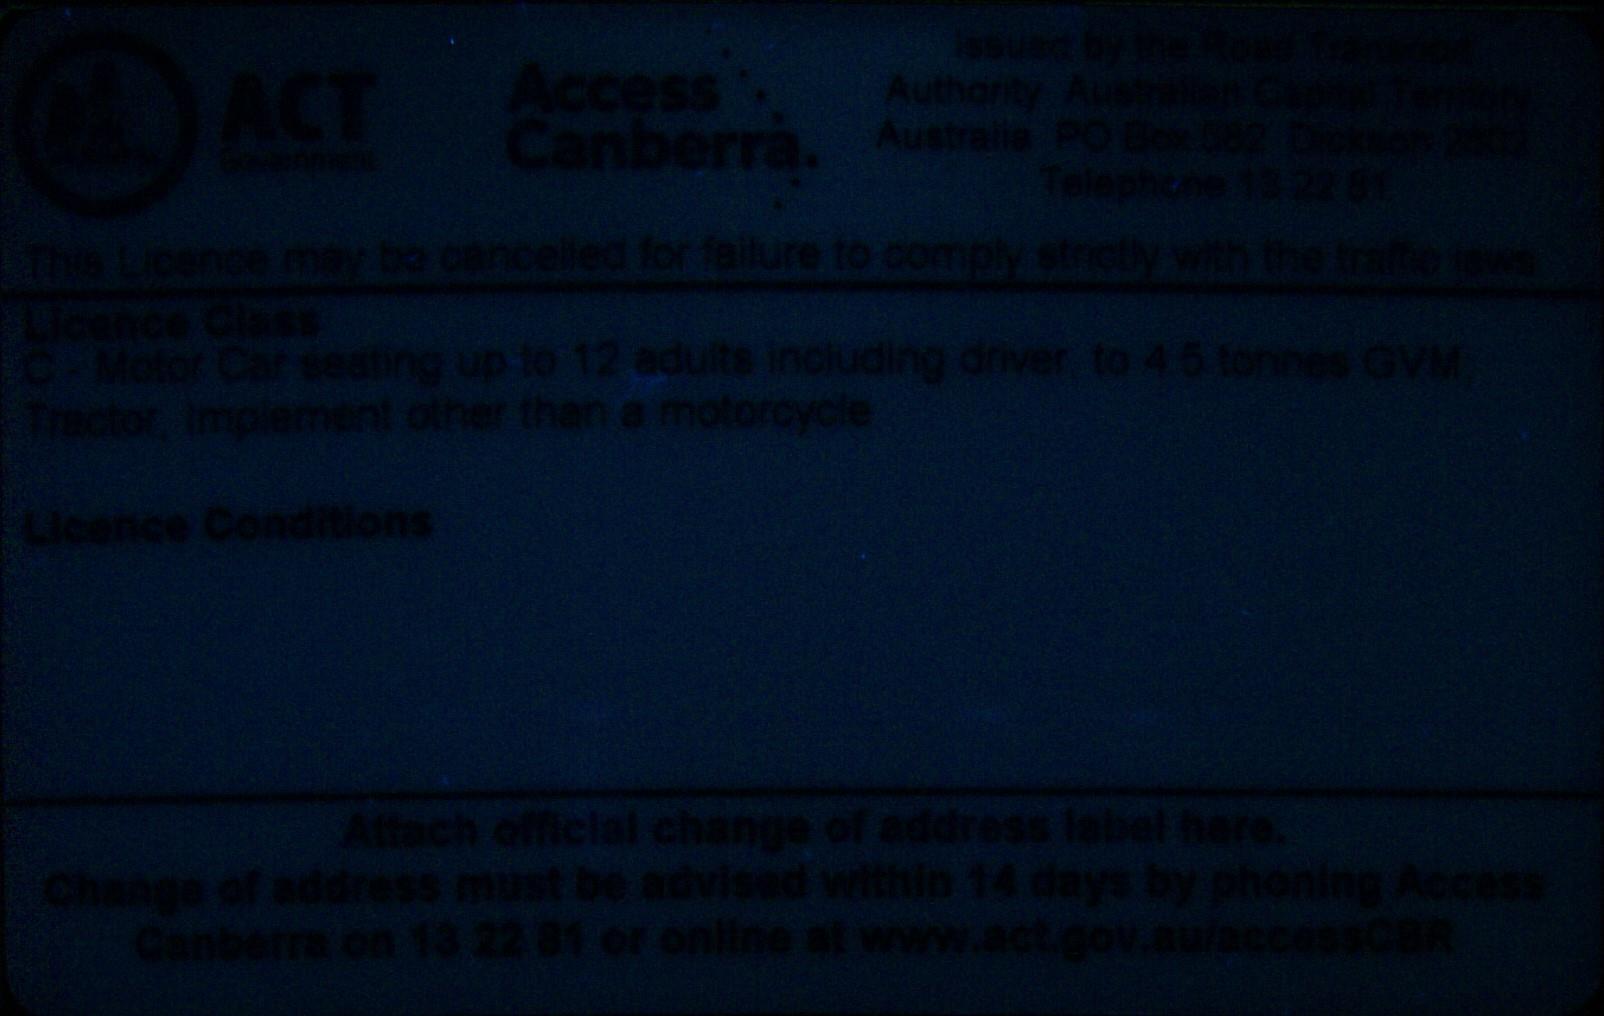 ACT
Government
Access
Canberra.
Issued by the Road Transport
Authority Australian Capital Territory
Australia PO Box 582 Dickson 2602
Telephone 13 22 81
This Licence may be cancelled for failure to comply strictly with the traffic laws
Licence Class
C - Motor Car seating up to 12 adults including driver, to 4.5 tonnes GVM,
Tractor, Implement other than a motorcycle
Licence Conditions
Attach official change of address label here.
Change of address must be advised within 14 days by phoning Access
Canberra on 13 22 81 or online at www.act.gov.au/accessCBR